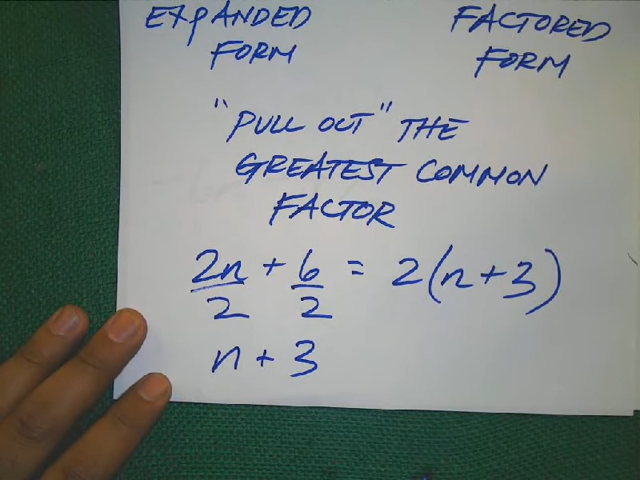 EXPANDED FORM
FACTORED FORM
"PULL OUT" THE
GREATEST COMMON
FACTOR
2n/2 + 6/2 = 2(n+3)
n + 3